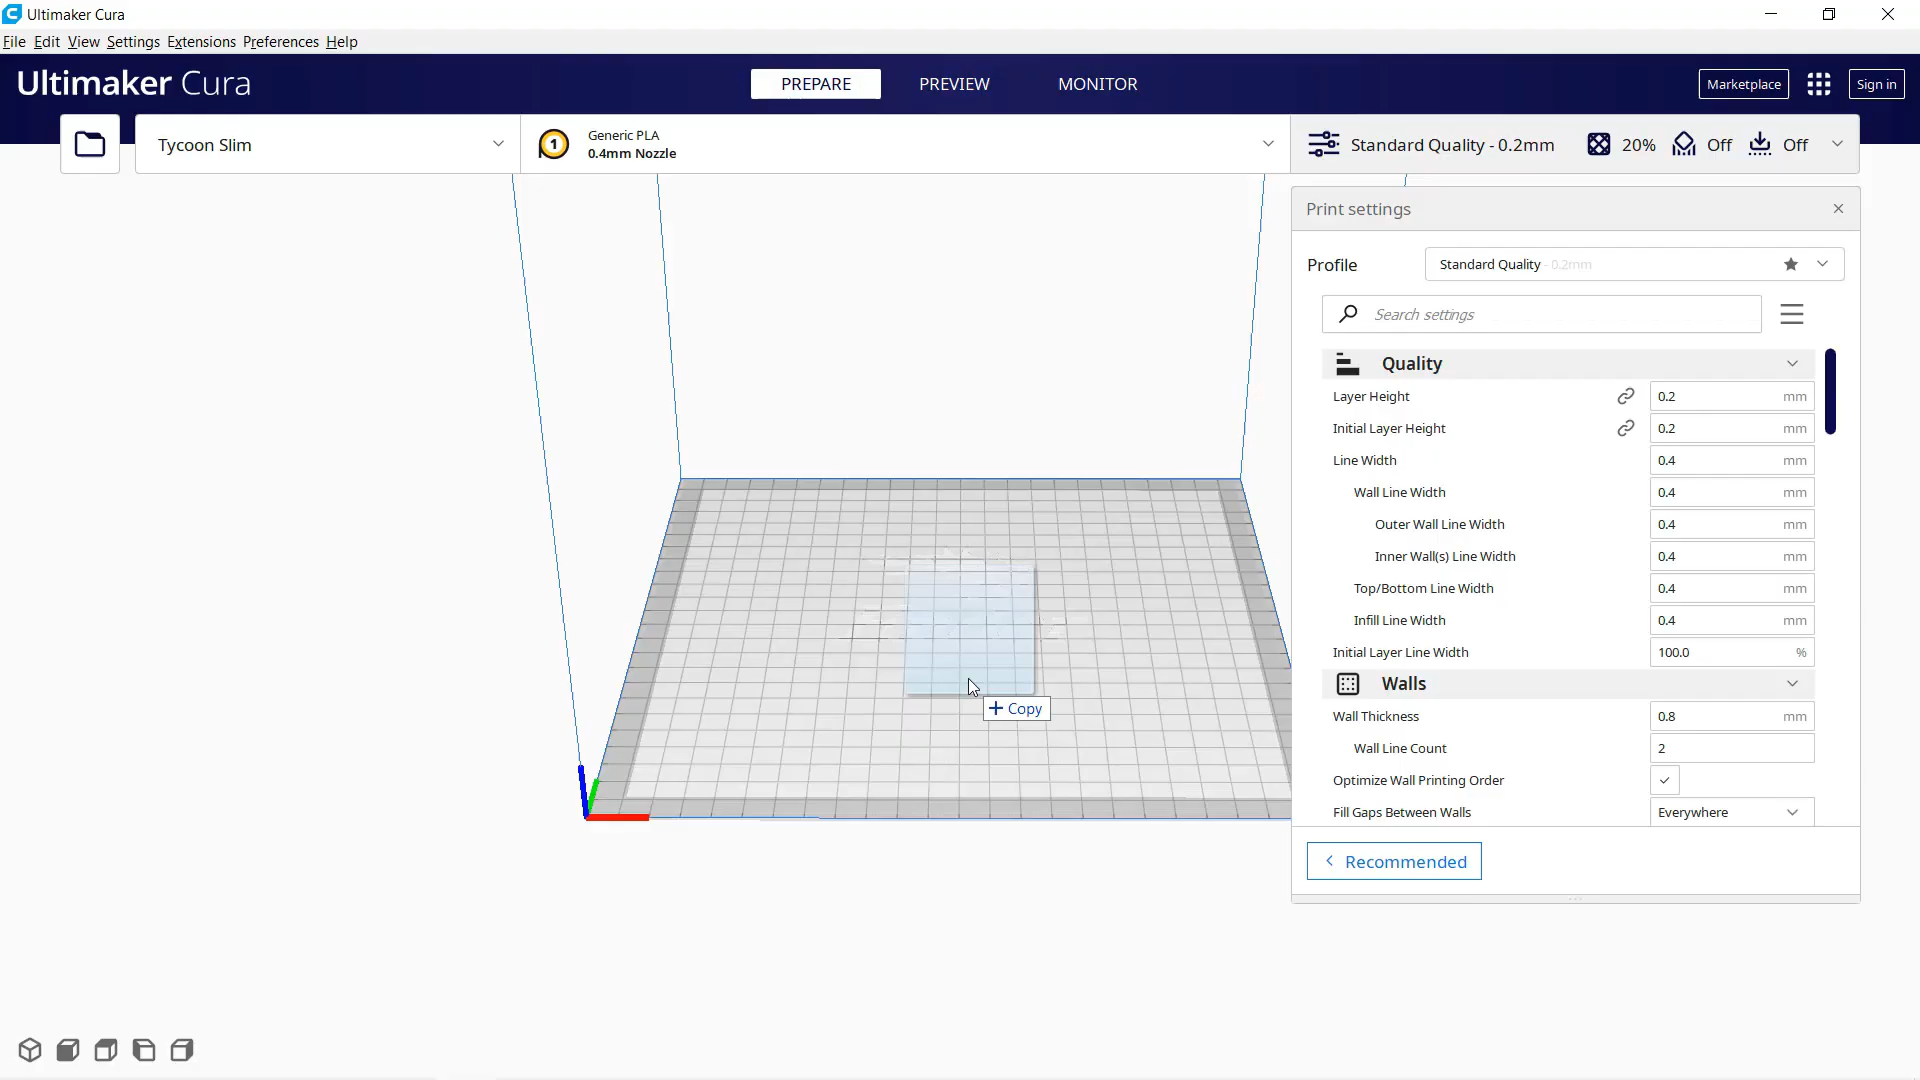 Ultimaker Cura
File Edit View Settings Extensions Preferences Help
Ultimaker Cura
PREPARE PREVIEW MONITOR
Marketplace Sign in
Tycoon Slim
1 Generic PLA
0.4mm Nozzle
Standard Quality - 0.2mm 20% Off Off
Print settings
Profile Standard Quality - 0.2mm
Search settings
Quality
Layer Height 0.2 mm
Initial Layer Height 0.2 mm
Line Width 0.4 mm
Wall Line Width 0.4 mm
Outer Wall Line Width 0.4 mm
Inner Wall(s) Line Width 0.4 mm
Top/Bottom Line Width 0.4 mm
Infill Line Width 0.4 mm
Initial Layer Line Width 100.0 %
Walls
Wall Thickness 0.8 mm
Wall Line Count 2
Optimize Wall Printing Order
Fill Gaps Between Walls Everywhere
Recommended
+ Copy